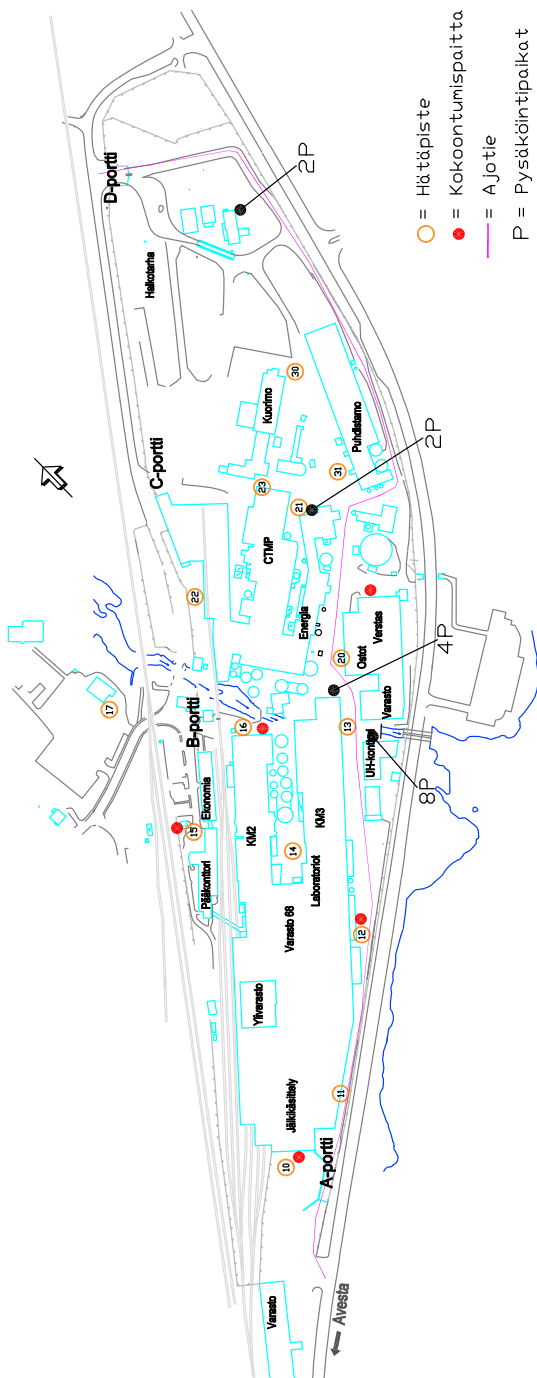 D-portti
2P
Halkotarha
C-portti
Kuorimo
30
Puhdistamo
31
23
21
2P
CTMP
22
Energia
20
Ostot
Verstas
4P
17
B-portti
16
13
Varasto
UH-konttori
8P
Ekonomia
15
Pääkonttori
KM2
14
KM3
Laboratoriot
Varasto 68
12
Ylivarasto
11
Jälkikäsittely
10
A-portti
Varasto
Avesta
= Hätäpiste
= Kokoontumispaitta
= Ajotie
P = Pysäköintipaikat